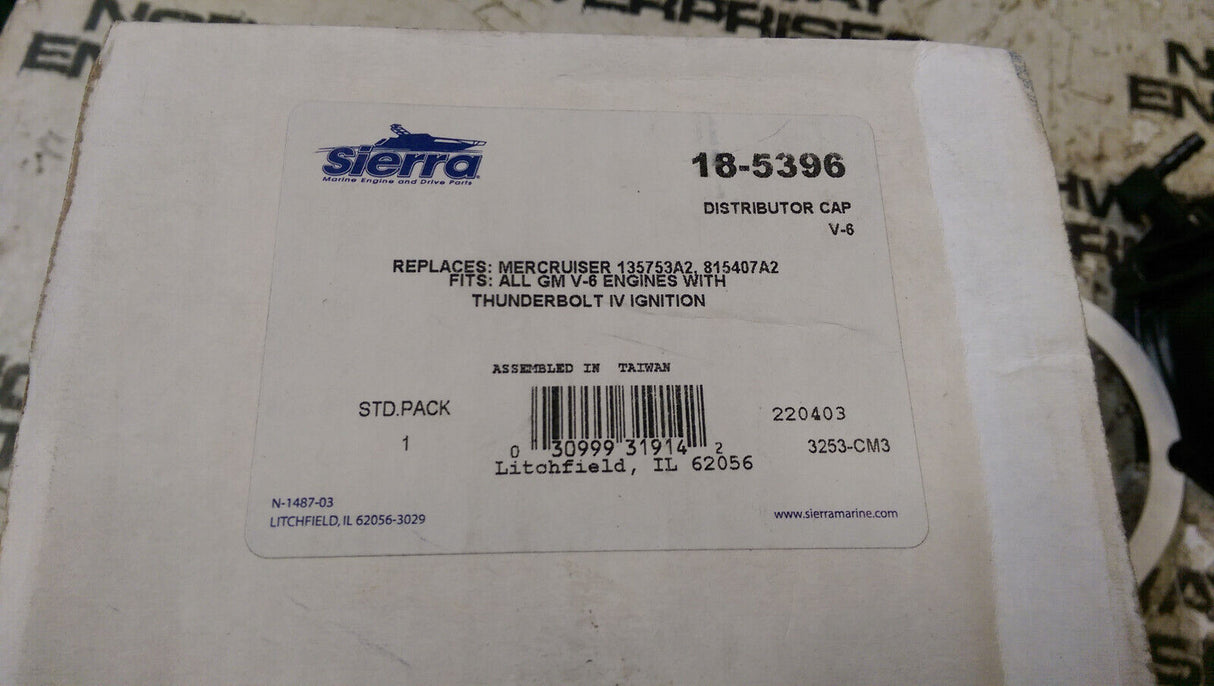 Sierra
Marine Engine and Drive Parts
18-5396
DISTRIBUTOR CAP
V-6
REPLACES: MERCRUISER 135753A2, 815407A2
FITS: ALL GM V-6 ENGINES WITH
THUNDERBOLT IV IGNITION
ASSEMBLED IN TAIWAN
STD.PACK
1
0 30999 31914 2
Litchfield, IL 62056
220403
3253-CM3
N-1487-03
LITCHFIELD, IL 62056-3029
www.sierramarine.com